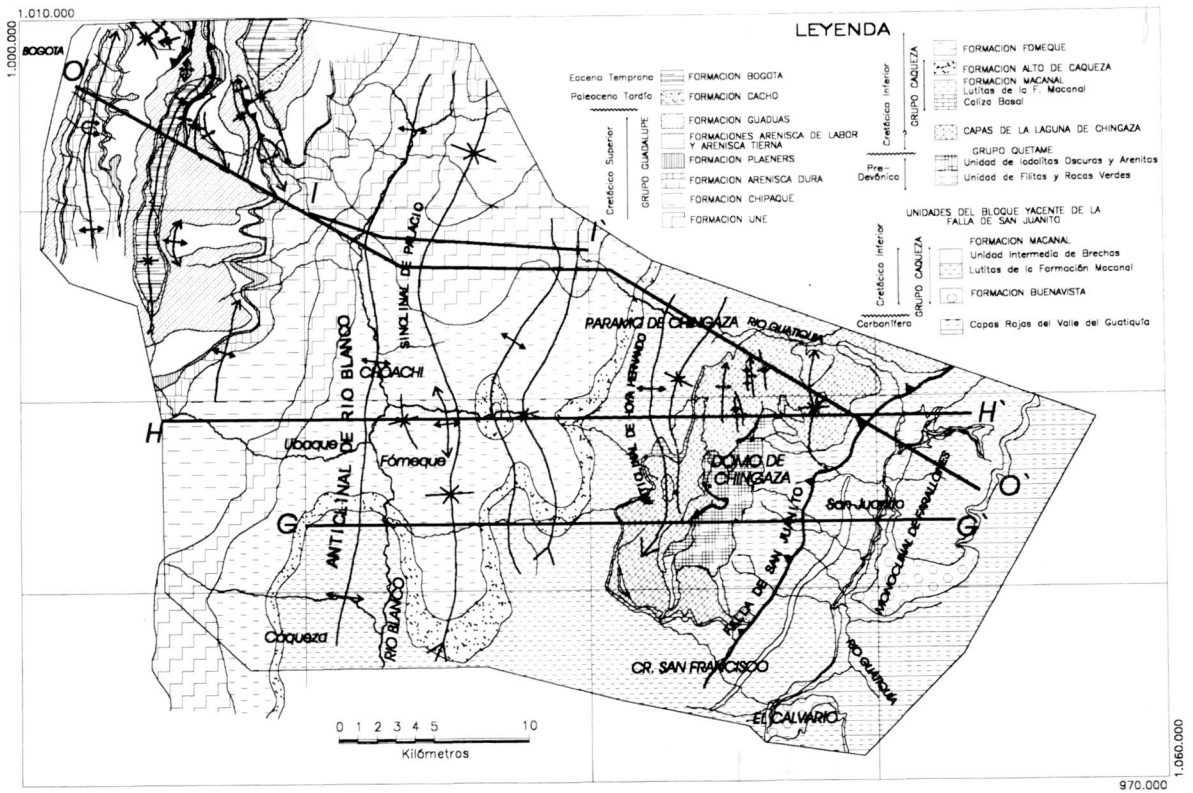 1.010.000
1.000.000
BOGOTA
LEYENDA
Eoceno Temprano
FORMACION BOGOTA
Paleoceno Tardío
FORMACION CACHO
Cretácico Superior
GRUPO GUADALUPE
FORMACION GUADUAS
FORMACIONES ARENISCA DE LABOR
Y ARENISCA TIERNA
FORMACION PLAENERS
FORMACION ARENISCA DURA
FORMACION CHIPAQUE
FORMACION UNE
Cretácico Inferior
GRUPO CAQUEZA
FORMACION FOMEQUE
FORMACION ALTO DE CAQUEZA
FORMACION MACANAL
Lutitas de la F. Macanal
Caliza Basal
CAPAS DE LA LAGUNA DE CHINGAZA
Pre-
Devónico
GRUPO QUETAME
Unidad de lodolitas Oscuras y Arenitas
Unidad de Filitas y Rocas Verdes
UNIDADES DEL BLOQUE YACENTE DE LA
FALLA DE SAN JUANITO
Cretácico Inferior
GRUPO CAQUEZA
FORMACION MACANAL
Unidad Intermedia de Brechas
Lutitas de la Formación Macanal
FORMACION BUENAVISTA
Carbonífero
Capas Rojas del Valle del Guatiquía
O
I
I'
SINCLINAL DE PALACIO
ANTICLINAL DE RIO BLANCO
PARAMO DE CHINGAZA
RIO GUATIQUIA
CHOACHI
HOYA HERNANDO
H
H'
Ubaque
Fómeque
DOMO DE
CHINGAZA
O'
G
G'
San Juanito
FALLA DE SAN JUANITO
MONOCLINAL DE FARALLONES
Cáqueza
RIO BLANCO
CR. SAN FRANCISCO
RIO GUATIQUIA
EL CALVARIO
0 1 2 3 4 5 10
Kilómetros
1.060.000
970.000